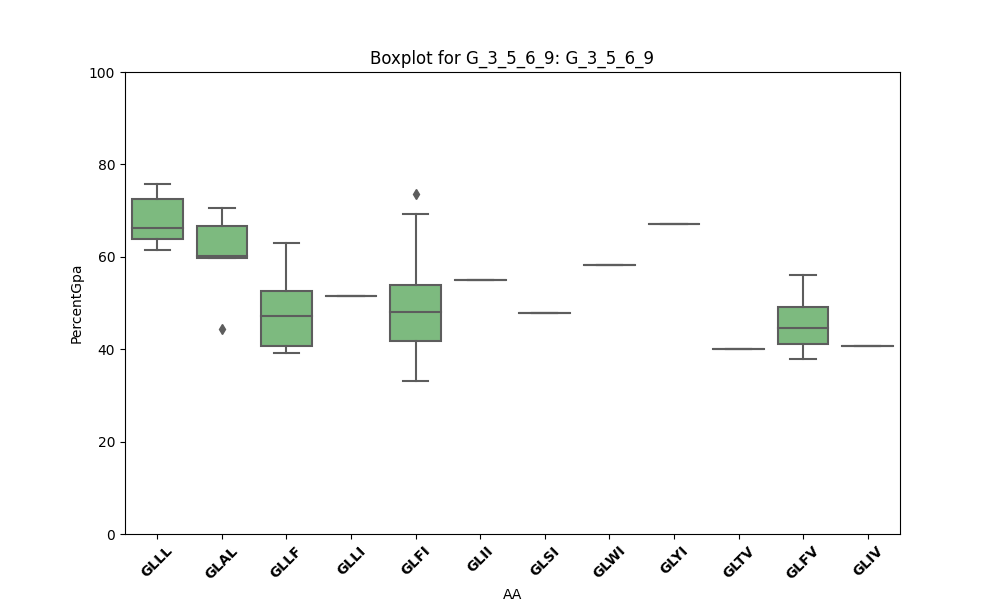 Boxplot for G_3_5_6_9: G_3_5_6_9
100
80
60
40
20
0
PercentGpa
GLLL GLAL GLLF GLLI GLFI GLII GLSI GLWI GLYI GLTV GLFV GLIV
AA